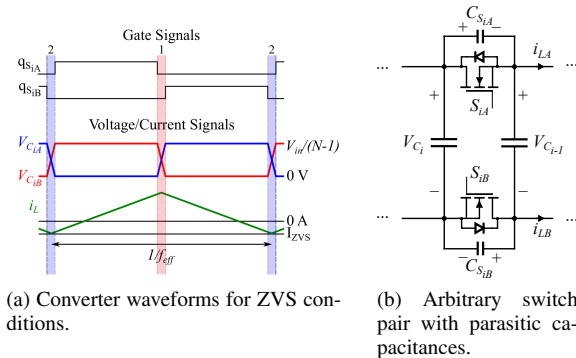 Gate Signals
2 1 2
q_{S_{iA}}
q_{S_{iB}}
Voltage/Current Signals
V_{C_{iA}} V_{in}/(N-1)
V_{C_{iB}} 0 V
i_L
0 A
I_{ZVS}
1/f_{eff}
(a) Converter waveforms for ZVS con-
ditions.
C_{S_{iA}}
+ −
... i_{LA} ...
S_{iA}
+ +
V_{C_i} V_{C_{i-1}}
S_{iB}
− −
... i_{LB} ...
− +
C_{S_{iB}}
(b) Arbitrary switch
pair with parasitic ca-
pacitances.